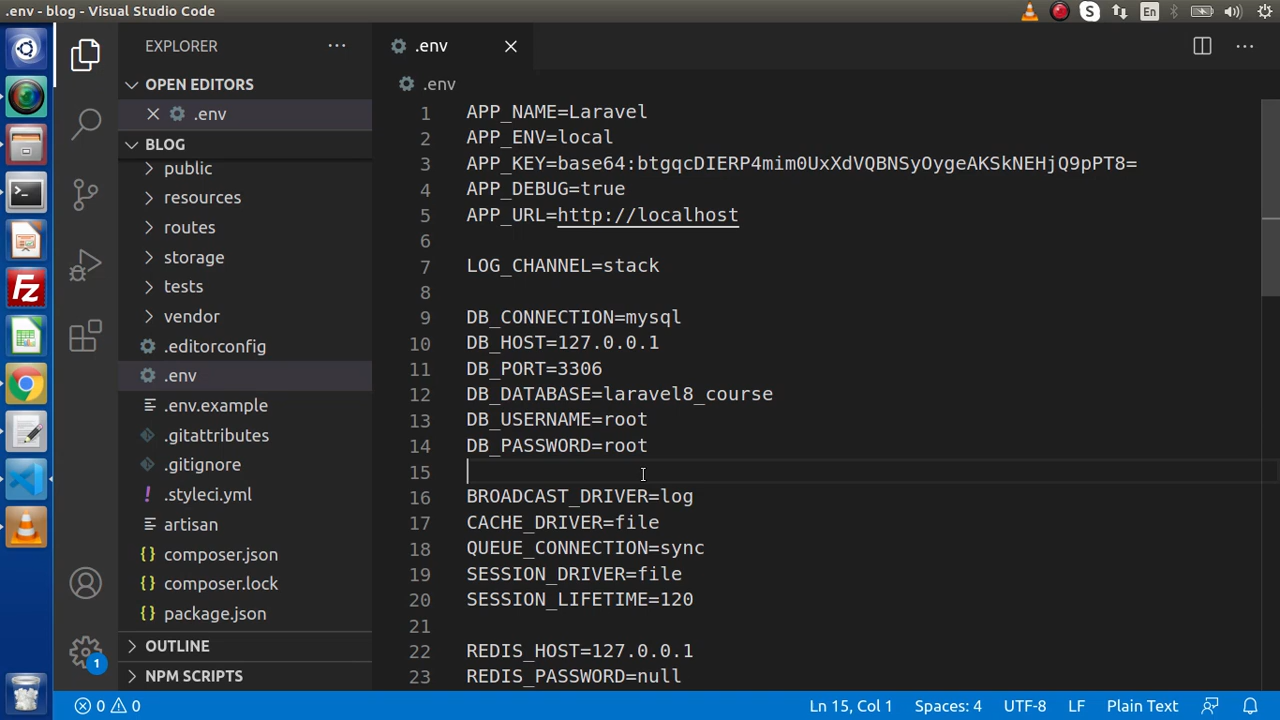 .env - blog - Visual Studio Code
En
EXPLORER
OPEN EDITORS
.env
BLOG
public
resources
routes
storage
tests
vendor
.editorconfig
.env
.env.example
.gitattributes
.gitignore
.styleci.yml
artisan
composer.json
composer.lock
package.json
OUTLINE
NPM SCRIPTS
1
.env
.env
1 APP_NAME=Laravel
2 APP_ENV=local
3 APP_KEY=base64:btgqcDIERP4mim0UxXdVQBNSyOygeAKSkNEHjQ9pPT8=
4 APP_DEBUG=true
5 APP_URL=http://localhost
6
7 LOG_CHANNEL=stack
8
9 DB_CONNECTION=mysql
10 DB_HOST=127.0.0.1
11 DB_PORT=3306
12 DB_DATABASE=laravel8_course
13 DB_USERNAME=root
14 DB_PASSWORD=root
15
16 BROADCAST_DRIVER=log
17 CACHE_DRIVER=file
18 QUEUE_CONNECTION=sync
19 SESSION_DRIVER=file
20 SESSION_LIFETIME=120
21
22 REDIS_HOST=127.0.0.1
23 REDIS_PASSWORD=null
0 0 Ln 15, Col 1 Spaces: 4 UTF-8 LF Plain Text